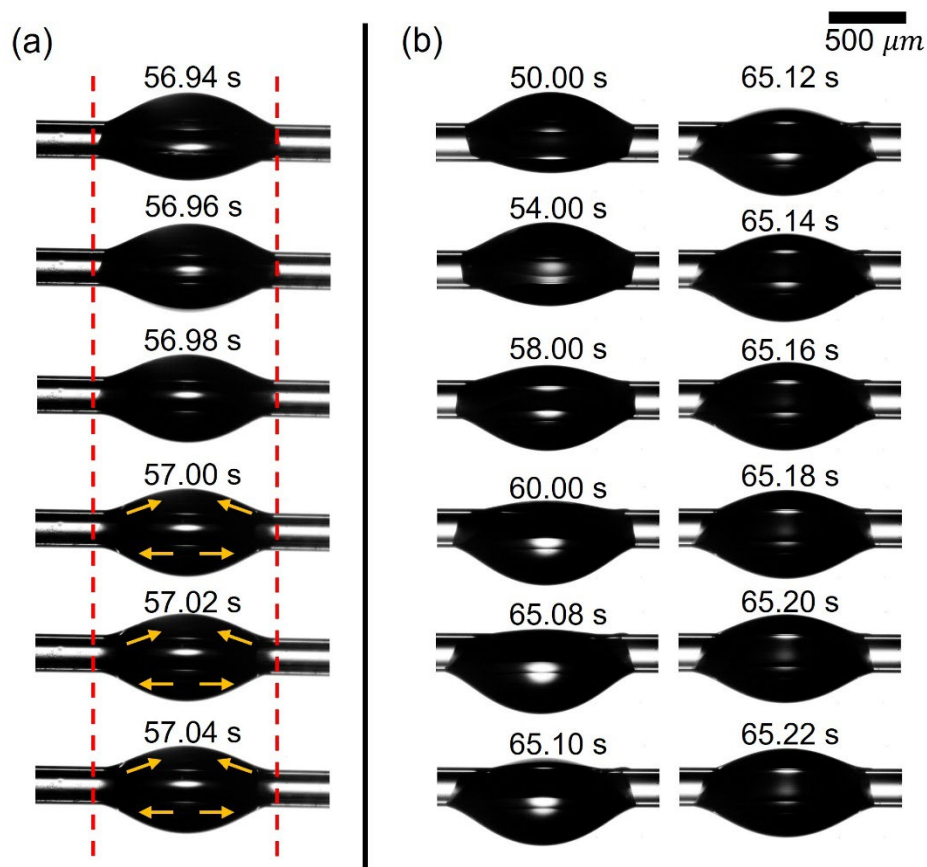 (a)
56.94 s
56.96 s
56.98 s
57.00 s
57.02 s
57.04 s
(b)
500 μm
50.00 s
54.00 s
58.00 s
60.00 s
65.08 s
65.10 s
65.12 s
65.14 s
65.16 s
65.18 s
65.20 s
65.22 s